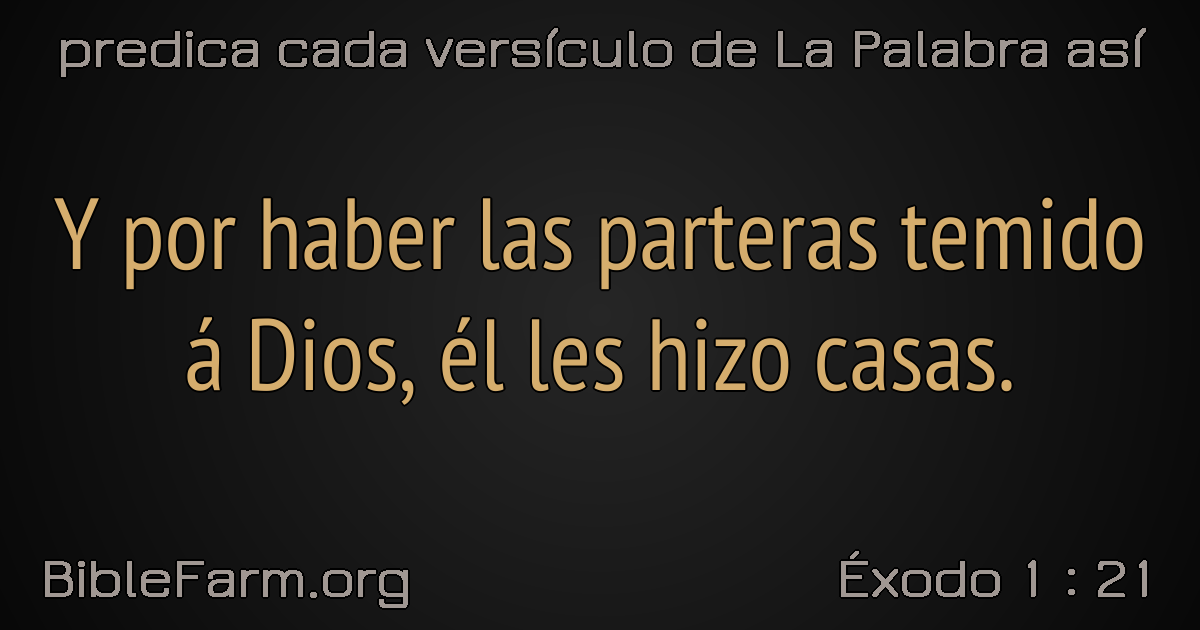 predica cada versículo de La Palabra así
Y por haber las parteras temido
á Dios, él les hizo casas.
BibleFarm.org
Éxodo 1 : 21